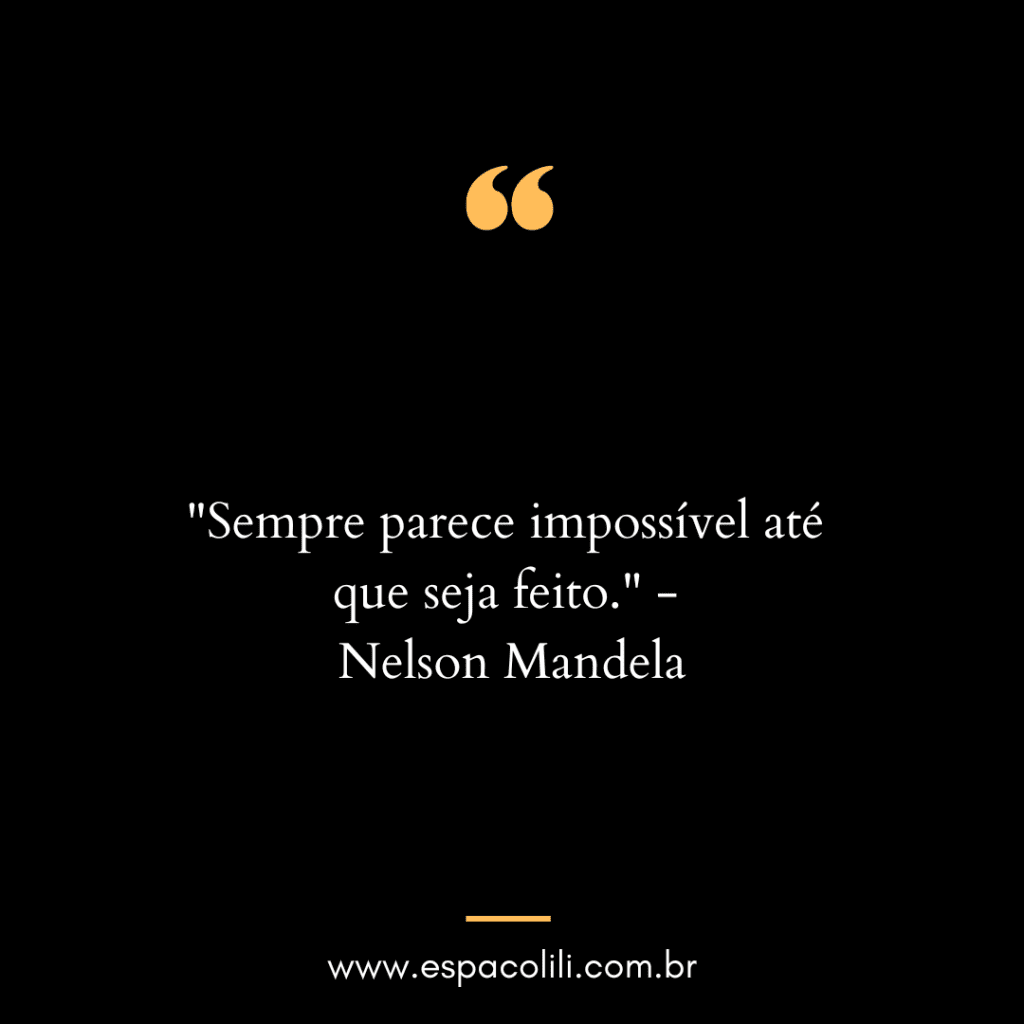 "Sempre parece impossível até
que seja feito." -
Nelson Mandela
www.espacolili.com.br